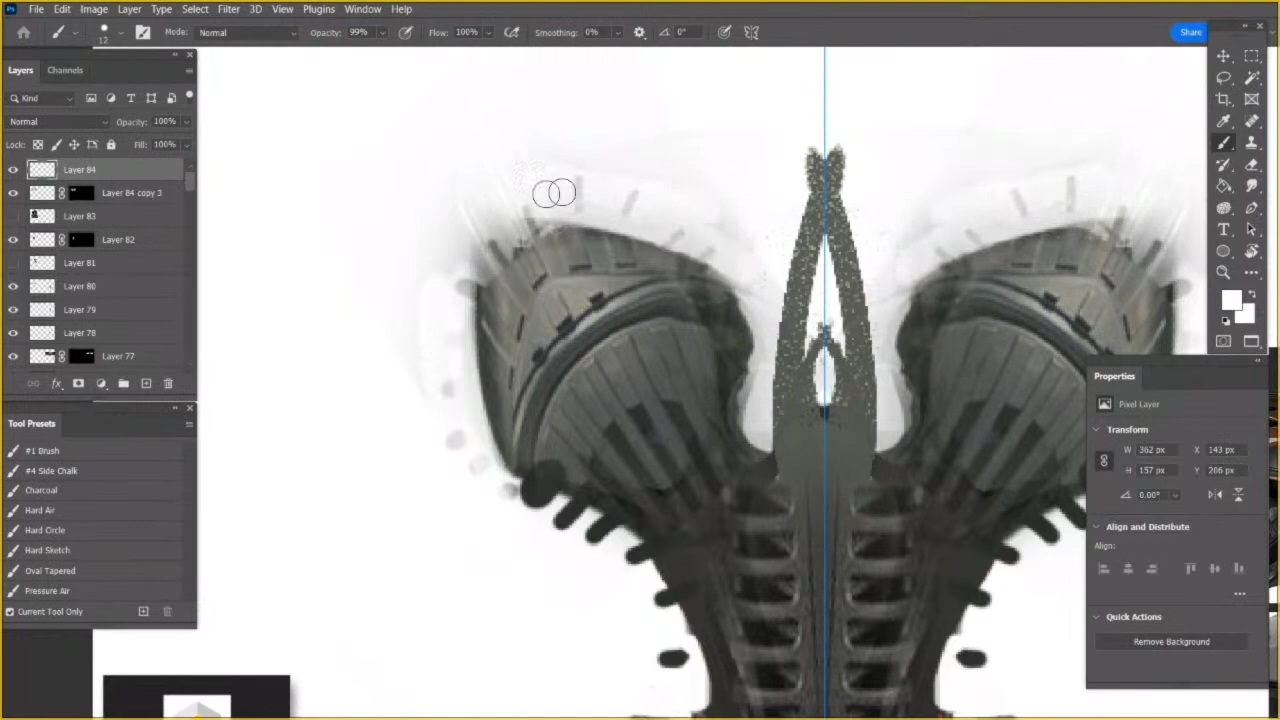 Ps File Edit Image Layer Type Select Filter 3D View Plugins Window Help
12 Mode: Normal Opacity: 99% Flow: 100% Smoothing: 0% 0° Share
Layers Channels
Kind
Normal Opacity: 100%
Lock: Fill: 100%
Layer 84
Layer 84 copy 3
Layer 83
Layer 82
Layer 81
Layer 80
Layer 79
Layer 78
Layer 77
Tool Presets
#1 Brush
#4 Side Chalk
Charcoal
Hard Air
Hard Circle
Hard Sketch
Oval Tapered
Pressure Air
Current Tool Only
Properties
Pixel Layer
Transform
W 362 px X 143 px
H 157 px Y 206 px
0.00°
Align and Distribute
Align:
Quick Actions
Remove Background